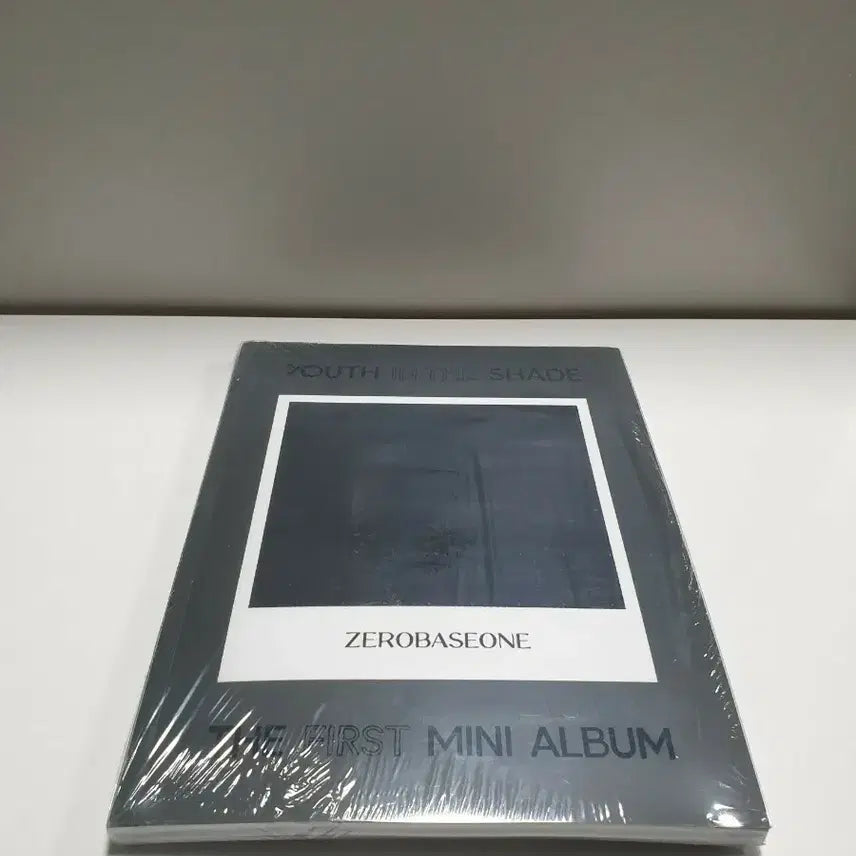 YOUTH IN THE SHADE
ZEROBASEONE
THE FIRST MINI ALBUM